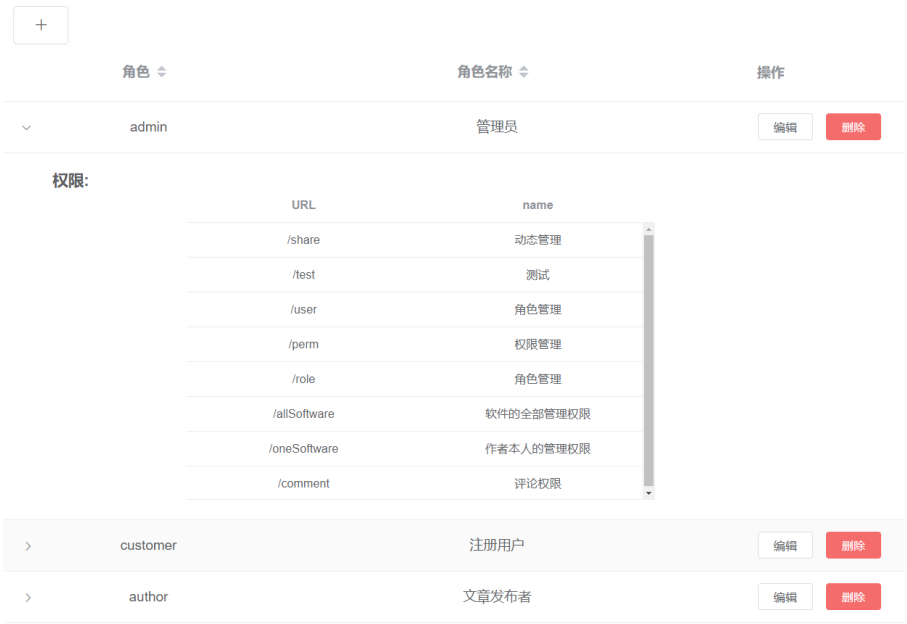 +
角色 角色名称 操作
admin 管理员 编辑 删除
权限:
URL name
/share 动态管理
/test 测试
/user 角色管理
/perm 权限管理
/role 角色管理
/allSoftware 软件的全部管理权限
/oneSoftware 作者本人的管理权限
/comment 评论权限
customer 注册用户 编辑 删除
author 文章发布者 编辑 删除